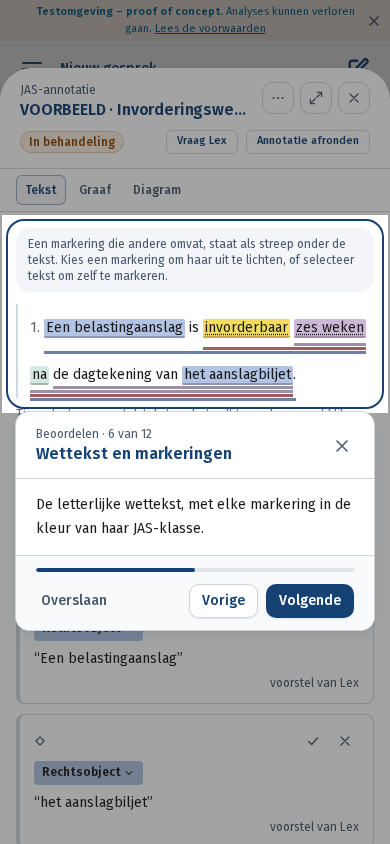 Testomgeving – proof of concept. Analyses kunnen verloren
gaan. Lees de voorwaarden
Nieuw gesprek
JAS-annotatie
VOORBEELD · Invorderingswe...
In behandeling
Vraag Lex
Annotatie afronden
Tekst
Graaf
Diagram
Een markering die andere omvat, staat als streep onder de
tekst. Kies een markering om haar uit te lichten, of selecteer
tekst om zelf te markeren.
1. Een belastingaanslag is invorderbaar zes weken
na de dagtekening van het aanslagbiljet.
Beoordelen · 6 van 12
Wettekst en markeringen
De letterlijke wettekst, met elke markering in de
kleur van haar JAS-klasse.
Overslaan
Vorige
Volgende
“Een belastingaanslag”
voorstel van Lex
Rechtsobject
“het aanslagbiljet”
voorstel van Lex